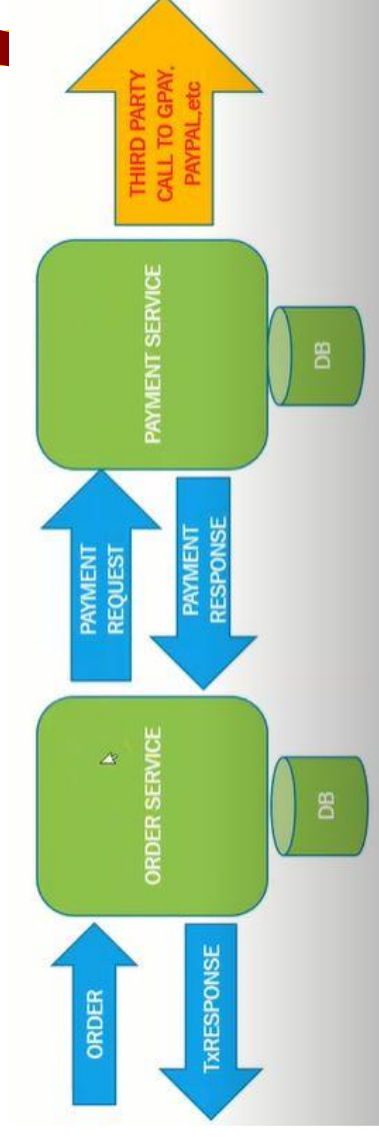 ORDER
TxRESPONSE
ORDER SERVICE
DB
PAYMENT
REQUEST
PAYMENT
RESPONSE
PAYMENT SERVICE
DB
THIRD PARTY
CALL TO GPAY,
PAYPAL,etc